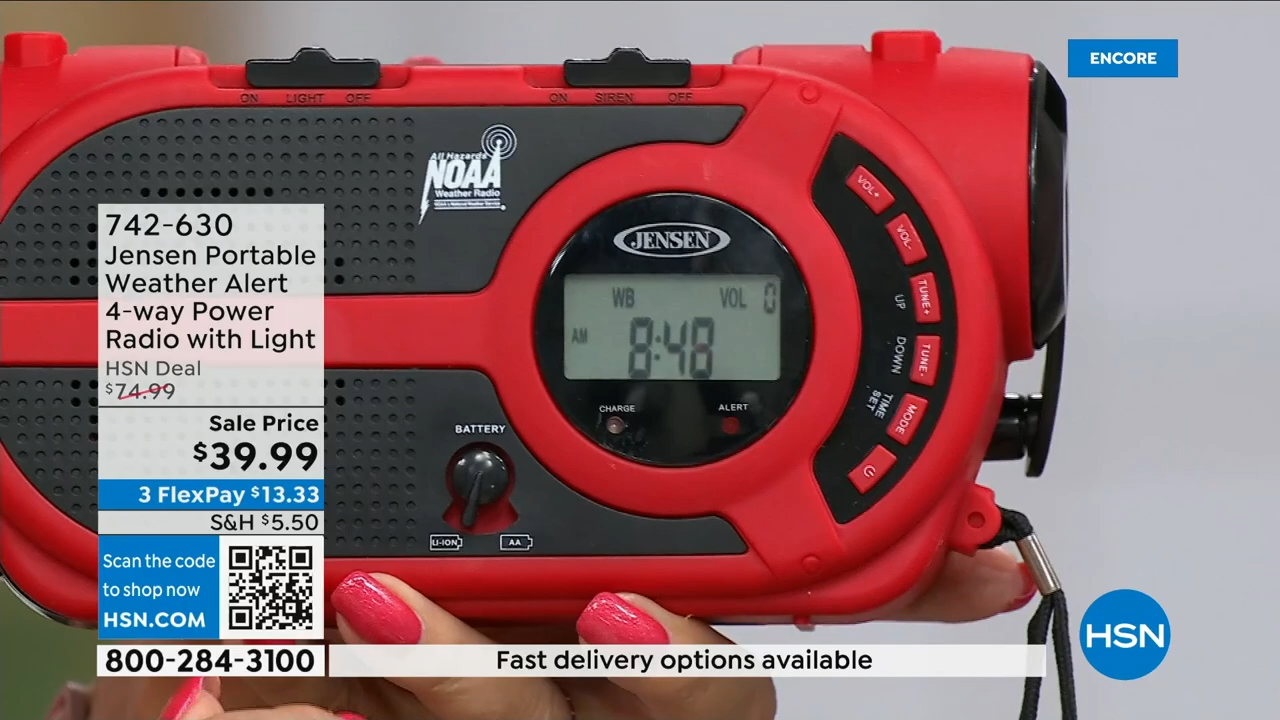 ENCORE
ON LIGHT OFF
ON SIREN OFF
All Hazards
NOAA
Weather Radio
JENSEN
WB VOL 0
AM 8:48
CHARGE ALERT
BATTERY
LI-ION AA
VOL+
VOL-
TUNE+
UP
TUNE-
DOWN
MODE
TIME SET
742-630
Jensen Portable
Weather Alert
4-way Power
Radio with Light
HSN Deal
$74.99
Sale Price
$39.99
3 FlexPay $13.33
S&H $5.50
Scan the code
to shop now
HSN.COM
800-284-3100
Fast delivery options available
HSN